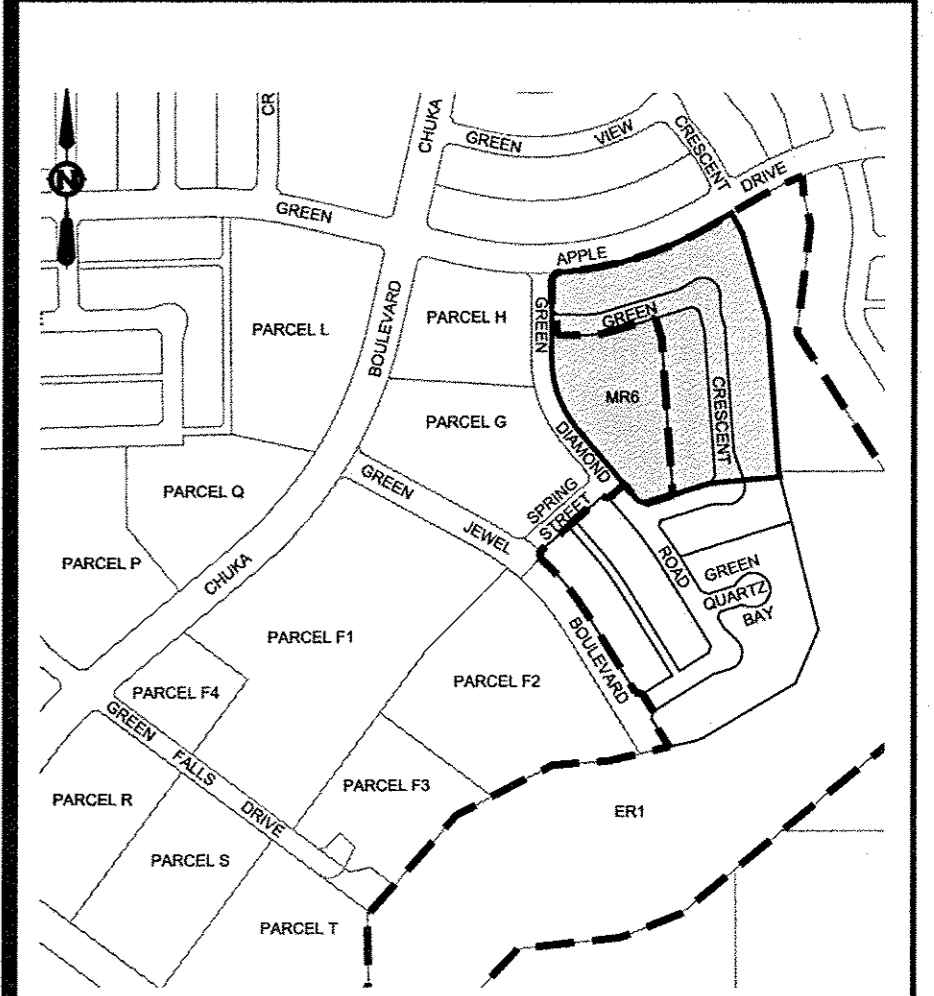 CR
CHUKA
GREEN VIEW
CRESCENT
DRIVE
N
GREEN
APPLE
BOULEVARD
PARCEL L
PARCEL H
GREEN
GREEN
MR6
CRESCENT
PARCEL G
DIAMOND
GREEN JEWEL
SPRING
STREET
PARCEL Q
PARCEL P
CHUKA
ROAD
GREEN
QUARTZ
BAY
PARCEL F1
BOULEVARD
PARCEL F2
PARCEL F4
GREEN FALLS DRIVE
PARCEL F3
PARCEL R
ER1
PARCEL S
PARCEL T